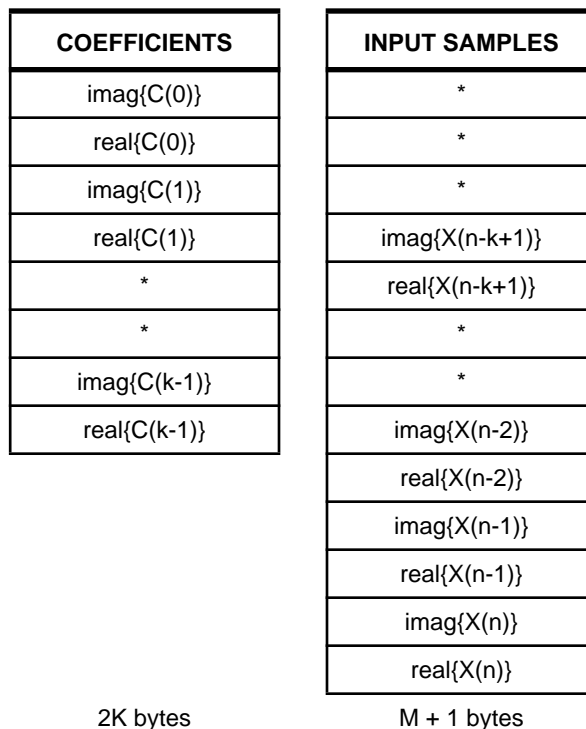 COEFFICIENTS
imag{C(0)}
real{C(0)}
imag{C(1)}
real{C(1)}
*
*
imag{C(k-1)}
real{C(k-1)}
2K bytes
INPUT SAMPLES
*
*
*
imag{X(n-k+1)}
real{X(n-k+1)}
*
*
imag{X(n-2)}
real{X(n-2)}
imag{X(n-1)}
real{X(n-1)}
imag{X(n)}
real{X(n)}
M + 1 bytes